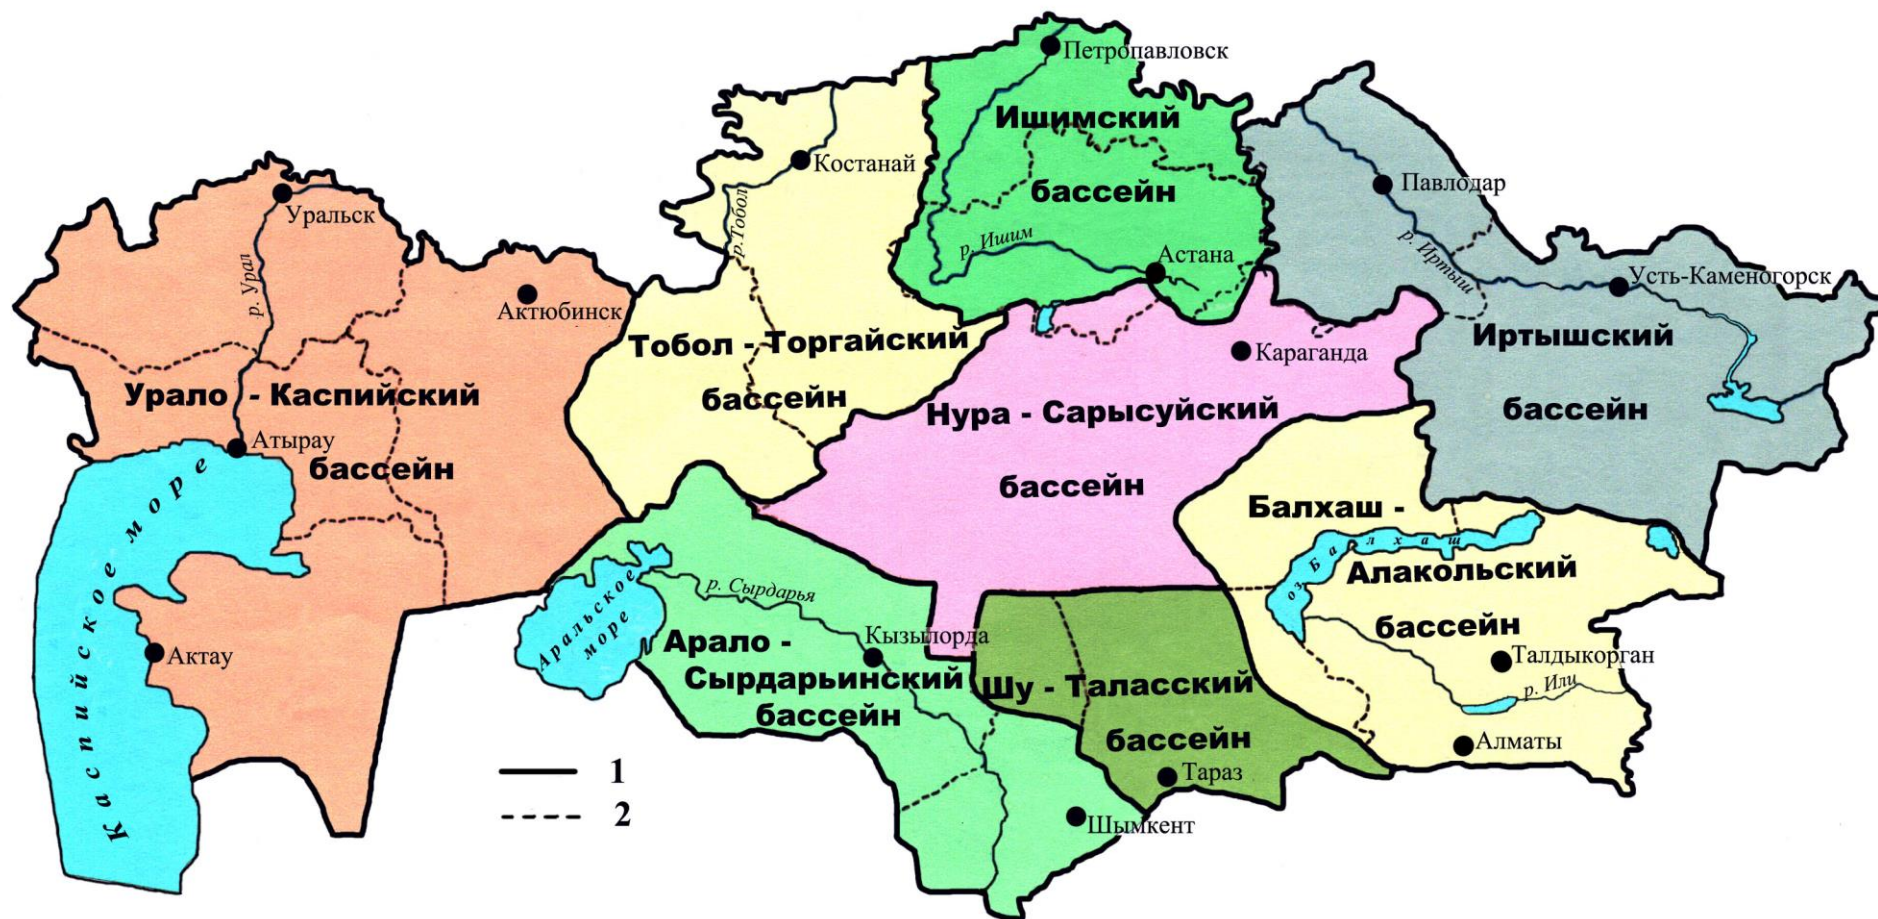 Петропавловск
Ишимский
бассейн
р. Ишим
Астана
Костанай
р.Тобол
Тобол - Торгайский
бассейн
Павлодар
р. Иртыш
Усть-Каменогорск
Иртышский
бассейн
Уральск
р. Урал
Актюбинск
Урало - Каспийский
бассейн
Атырау
Каспийское море
Актау
Караганда
Нура - Сарысуйский
бассейн
Балхаш -
Алакольский
бассейн
оз. Балхаш
Талдыкорган
р. Или
Алматы
Аральское
море
р. Сырдарья
Кызылорда
Арало -
Сырдарьинский
бассейн
Шу - Таласский
бассейн
Тараз
Шымкент
1
2